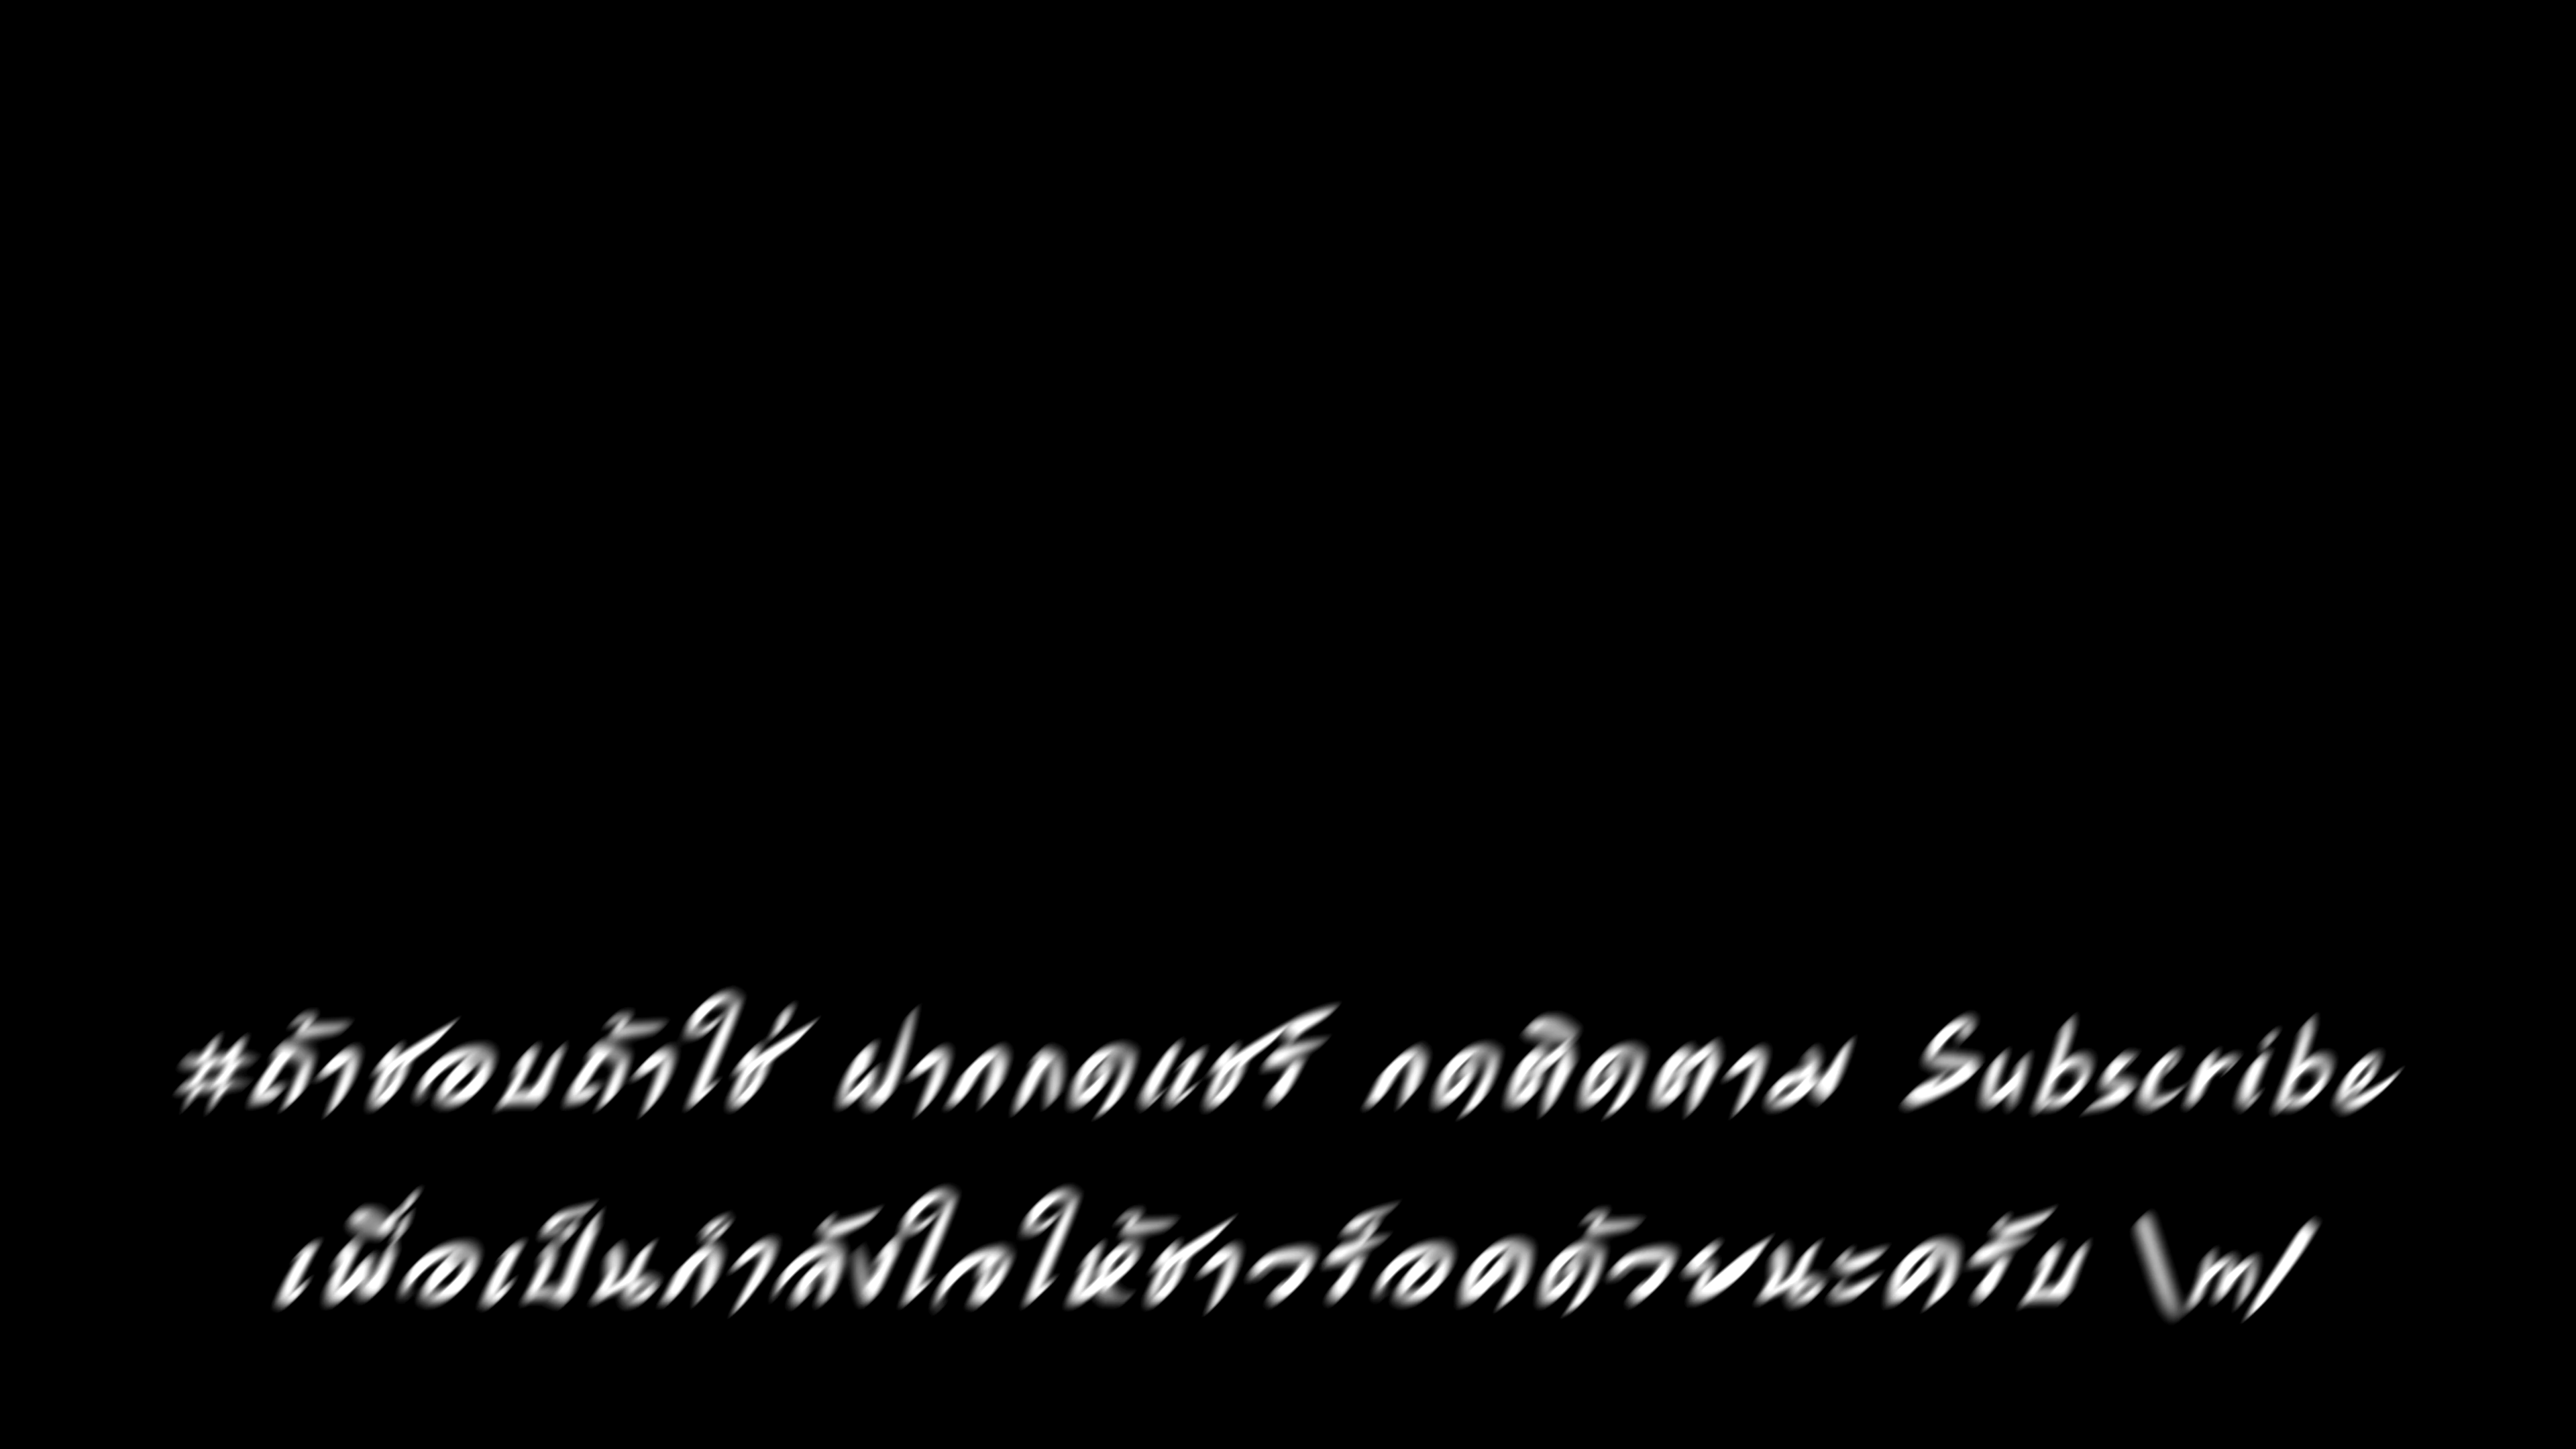 #ถ้าชอบถ้าใช่ ฝากกดแชร์ กดติดตาม Subscribe
เพื่อเป็นกำลังใจให้ชาวร็อคด้วยนะครับ \m/